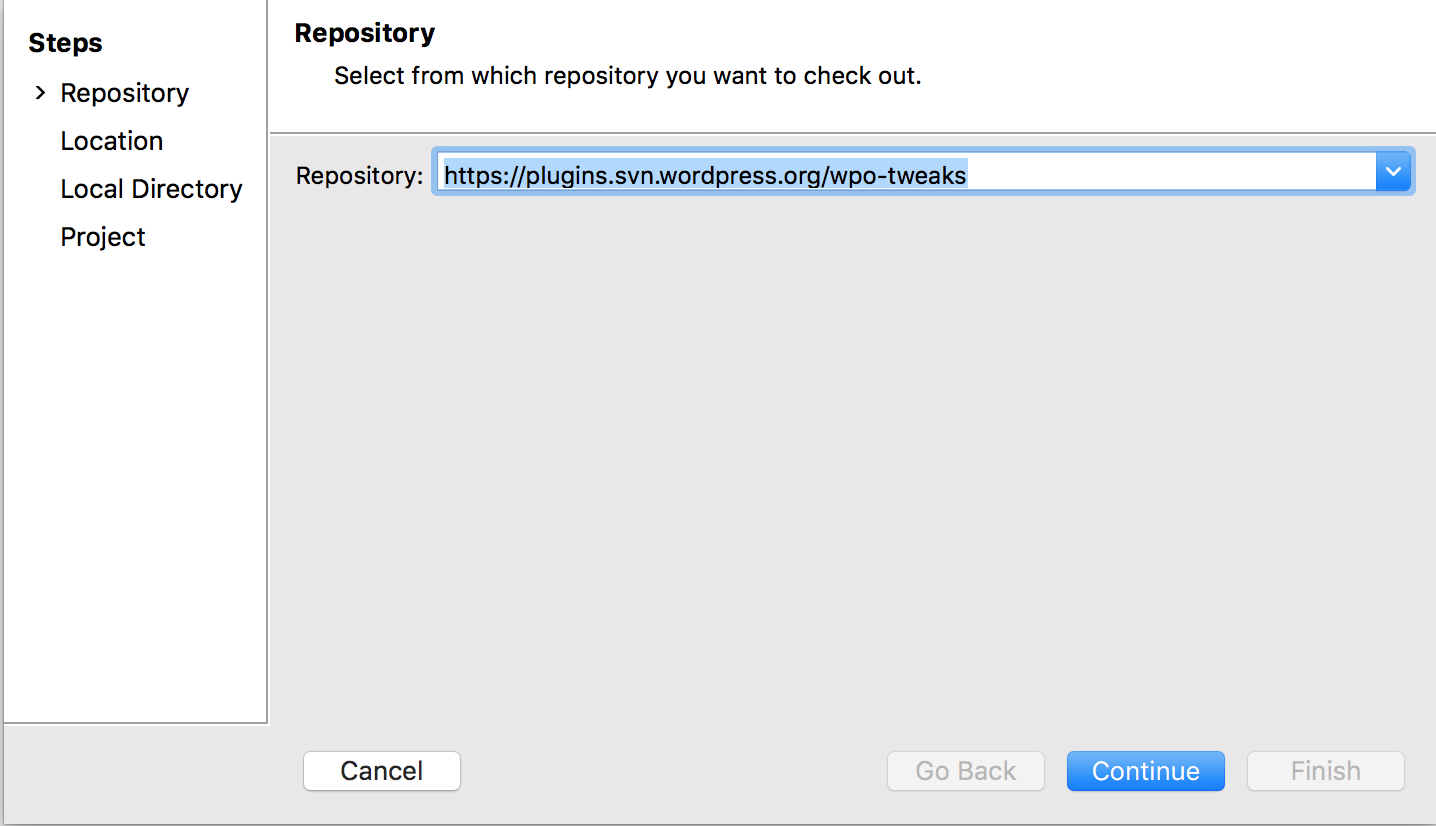 Steps
Repository
Location
Local Directory
Project
Repository
Select from which repository you want to check out.
Repository: https://plugins.svn.wordpress.org/wpo-tweaks
Cancel
Go Back
Continue
Finish